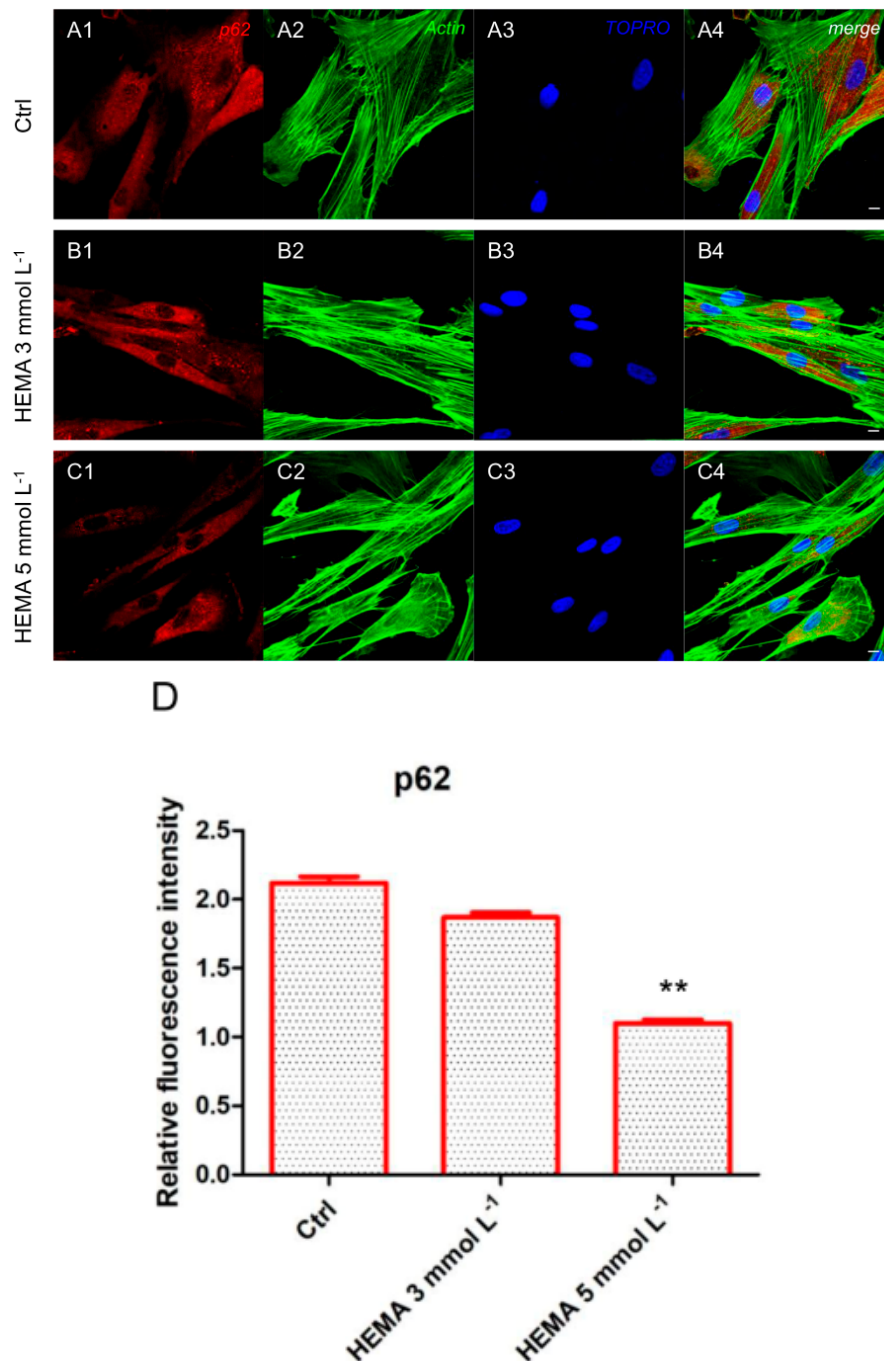 A1 p62 A2 Actin A3 TOPRO A4 merge
Ctrl
B1 B2 B3 B4
HEMA 3 mmol L⁻¹
C1 C2 C3 C4
HEMA 5 mmol L⁻¹
D
p62
Relative fluorescence intensity
2.5
2.0
1.5
1.0
0.5
0.0
**
Ctrl
HEMA 3 mmol L⁻¹
HEMA 5 mmol L⁻¹